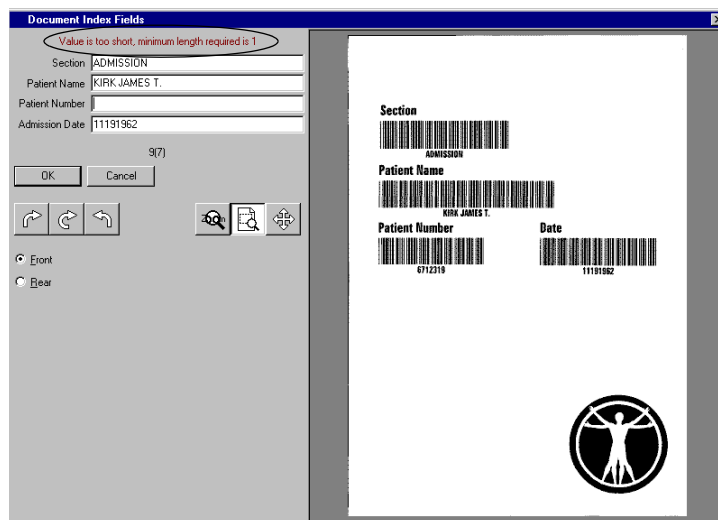 Document Index Fields
Value is too short, minimum length required is 1
Section ADMISSION
Patient Name KIRK JAMES T.
Patient Number
Admission Date 11191962
9(7)
OK Cancel
Front
Rear
Section
ADMISSION
Patient Name
KIRK JAMES T.
Patient Number Date
6712319 11191962